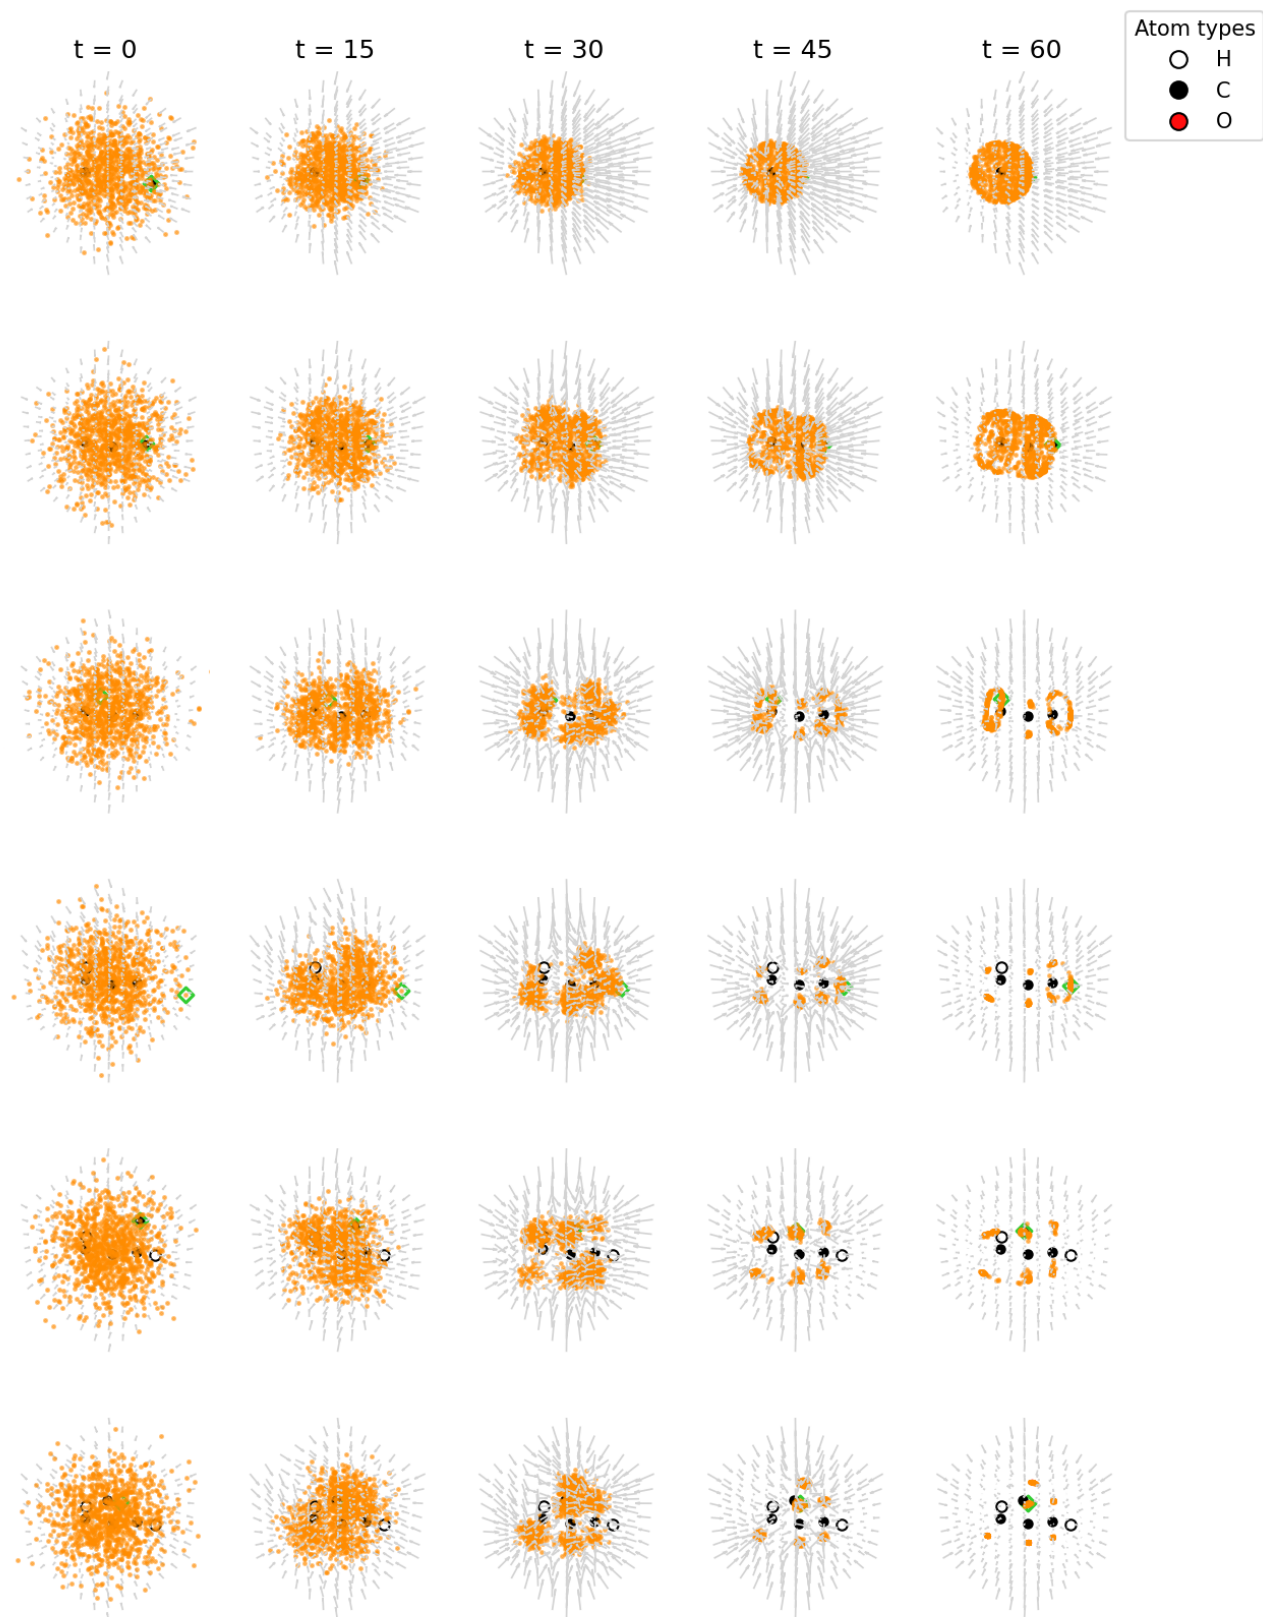 t = 0
t = 15
t = 30
t = 45
t = 60
Atom types
H
C
O